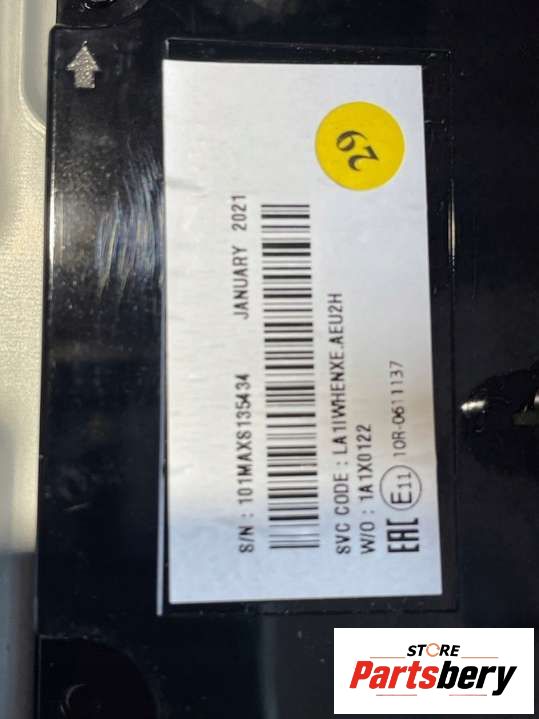 29
S/N : 101MAXS135434 JANUARY 2021
SVC CODE : LA1IWHENXE.AEU2H
W/O : 1A1X0122
EAC E11 10R-0611137
STORE
Partsbery